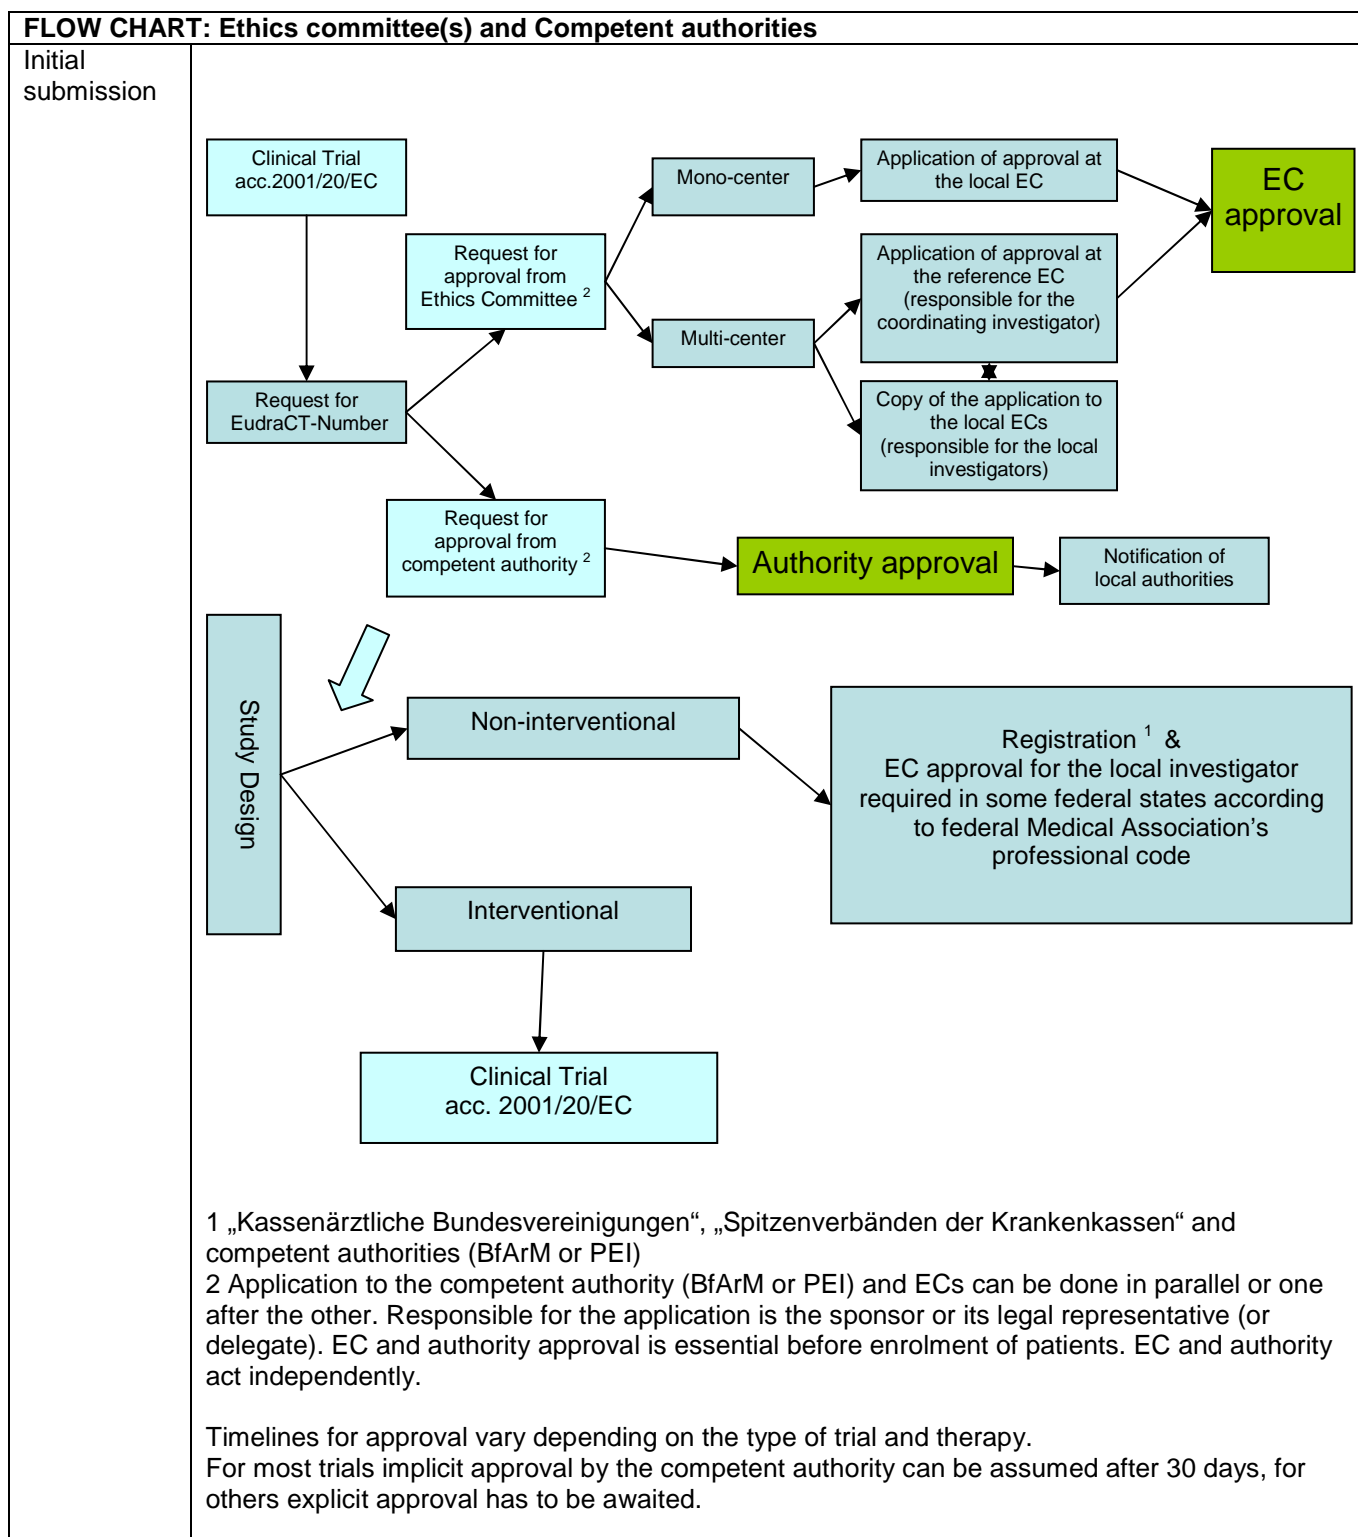 FLOW CHART: Ethics committee(s) and Competent authorities
Initial
submission
Clinical Trial
acc.2001/20/EC
Mono-center
Application of approval at
the local EC
EC
approval
Request for
approval from
Ethics Committee 2
Application of approval at
the reference EC
(responsible for the
coordinating investigator)
Multi-center
Request for
EudraCT-Number
Copy of the application to
the local ECs
(responsible for the local
investigators)
Request for
approval from
competent authority 2
Authority approval
Notification of
local authorities
Study Design
Non-interventional
Registration 1 &
EC approval for the local investigator
required in some federal states according
to federal Medical Association's
professional code
Interventional
Clinical Trial
acc. 2001/20/EC
1 „Kassenärztliche Bundesvereinigungen“, „Spitzenverbänden der Krankenkassen“ and
competent authorities (BfArM or PEI)
2 Application to the competent authority (BfArM or PEI) and ECs can be done in parallel or one
after the other. Responsible for the application is the sponsor or its legal representative (or
delegate). EC and authority approval is essential before enrolment of patients. EC and authority
act independently.
Timelines for approval vary depending on the type of trial and therapy.
For most trials implicit approval by the competent authority can be assumed after 30 days, for
others explicit approval has to be awaited.